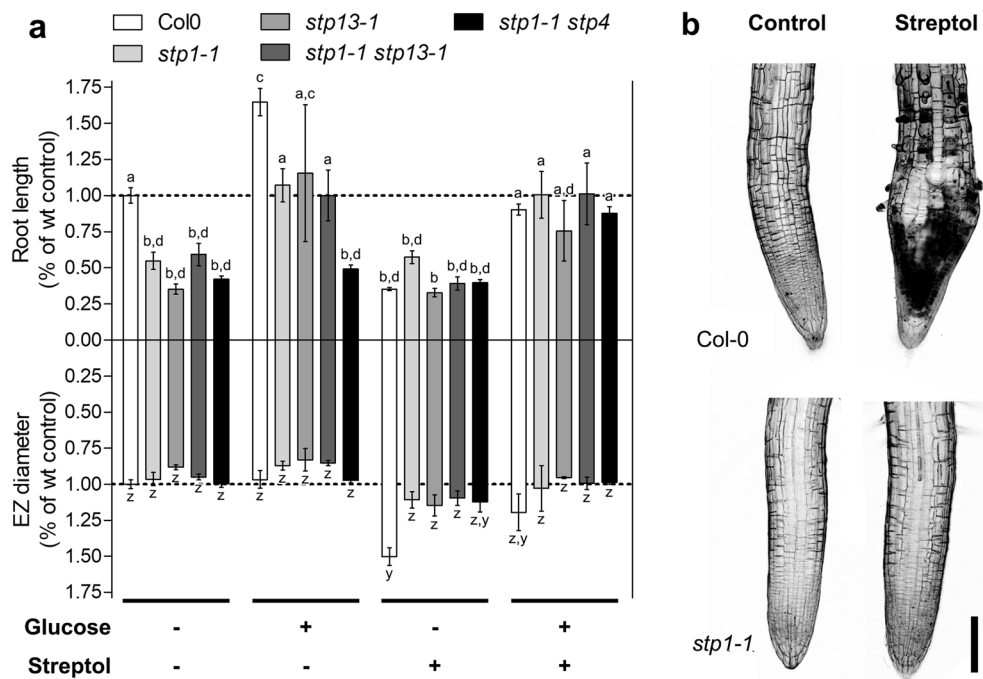 a
Col0 stp13-1 stp1-1 stp4
stp1-1 stp1-1 stp13-1
Root length
(% of wt control)
1.75
1.50
1.25
1.00
0.75
0.50
0.25
0.00
a b,d b,d b,d b,d
c a a,c a b,d
b,d b,d b b,d b,d
a a a,d a a
EZ diameter
(% of wt control)
0.25
0.50
0.75
1.00
1.25
1.50
1.75
z z z z z
z z z z z
y z z z z,y
z,y z z z z
Glucose - + - +
Streptol - - + +
b
Control Streptol
Col-0
stp1-1